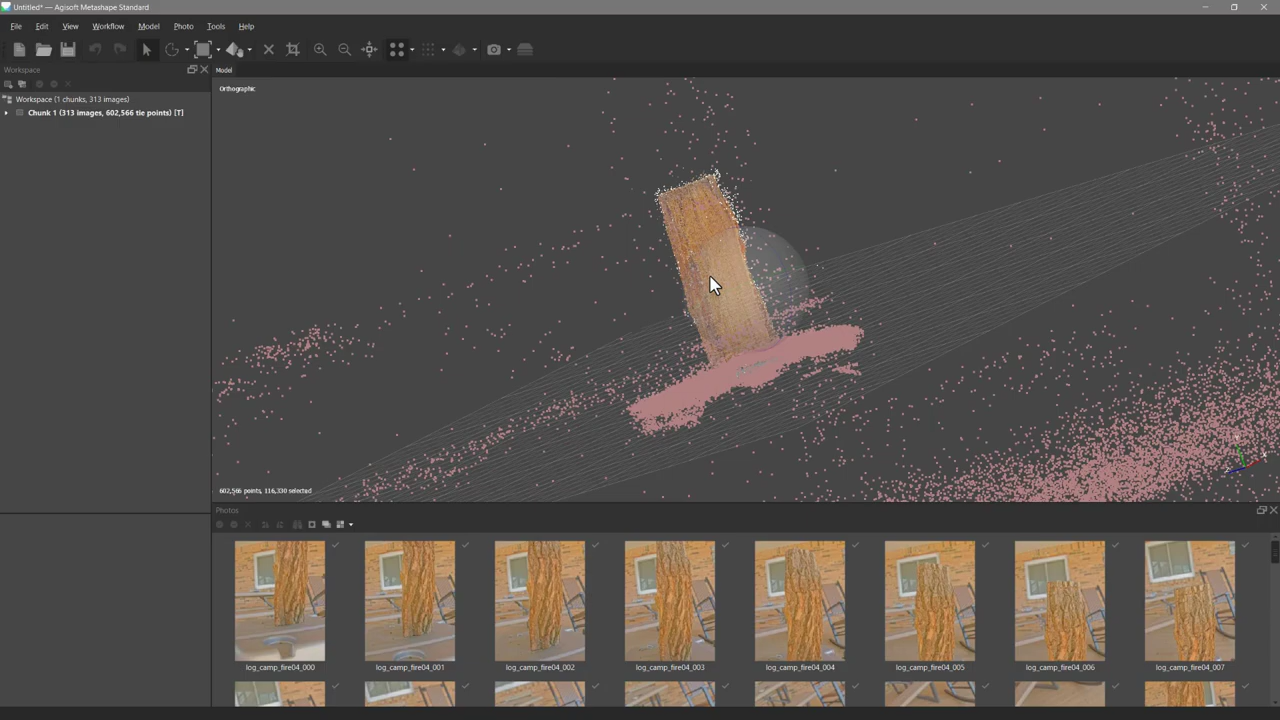 Untitled* — Agisoft Metashape Standard
File Edit View Workflow Model Photo Tools Help
Workspace
Model
Workspace (1 chunks, 313 images)
Chunk 1 (313 images, 602,566 tie points) [T]
Orthographic
602,566 points, 116,330 selected
Photos
log_camp_fire04_000 log_camp_fire04_001 log_camp_fire04_002 log_camp_fire04_003 log_camp_fire04_004 log_camp_fire04_005 log_camp_fire04_006 log_camp_fire04_007